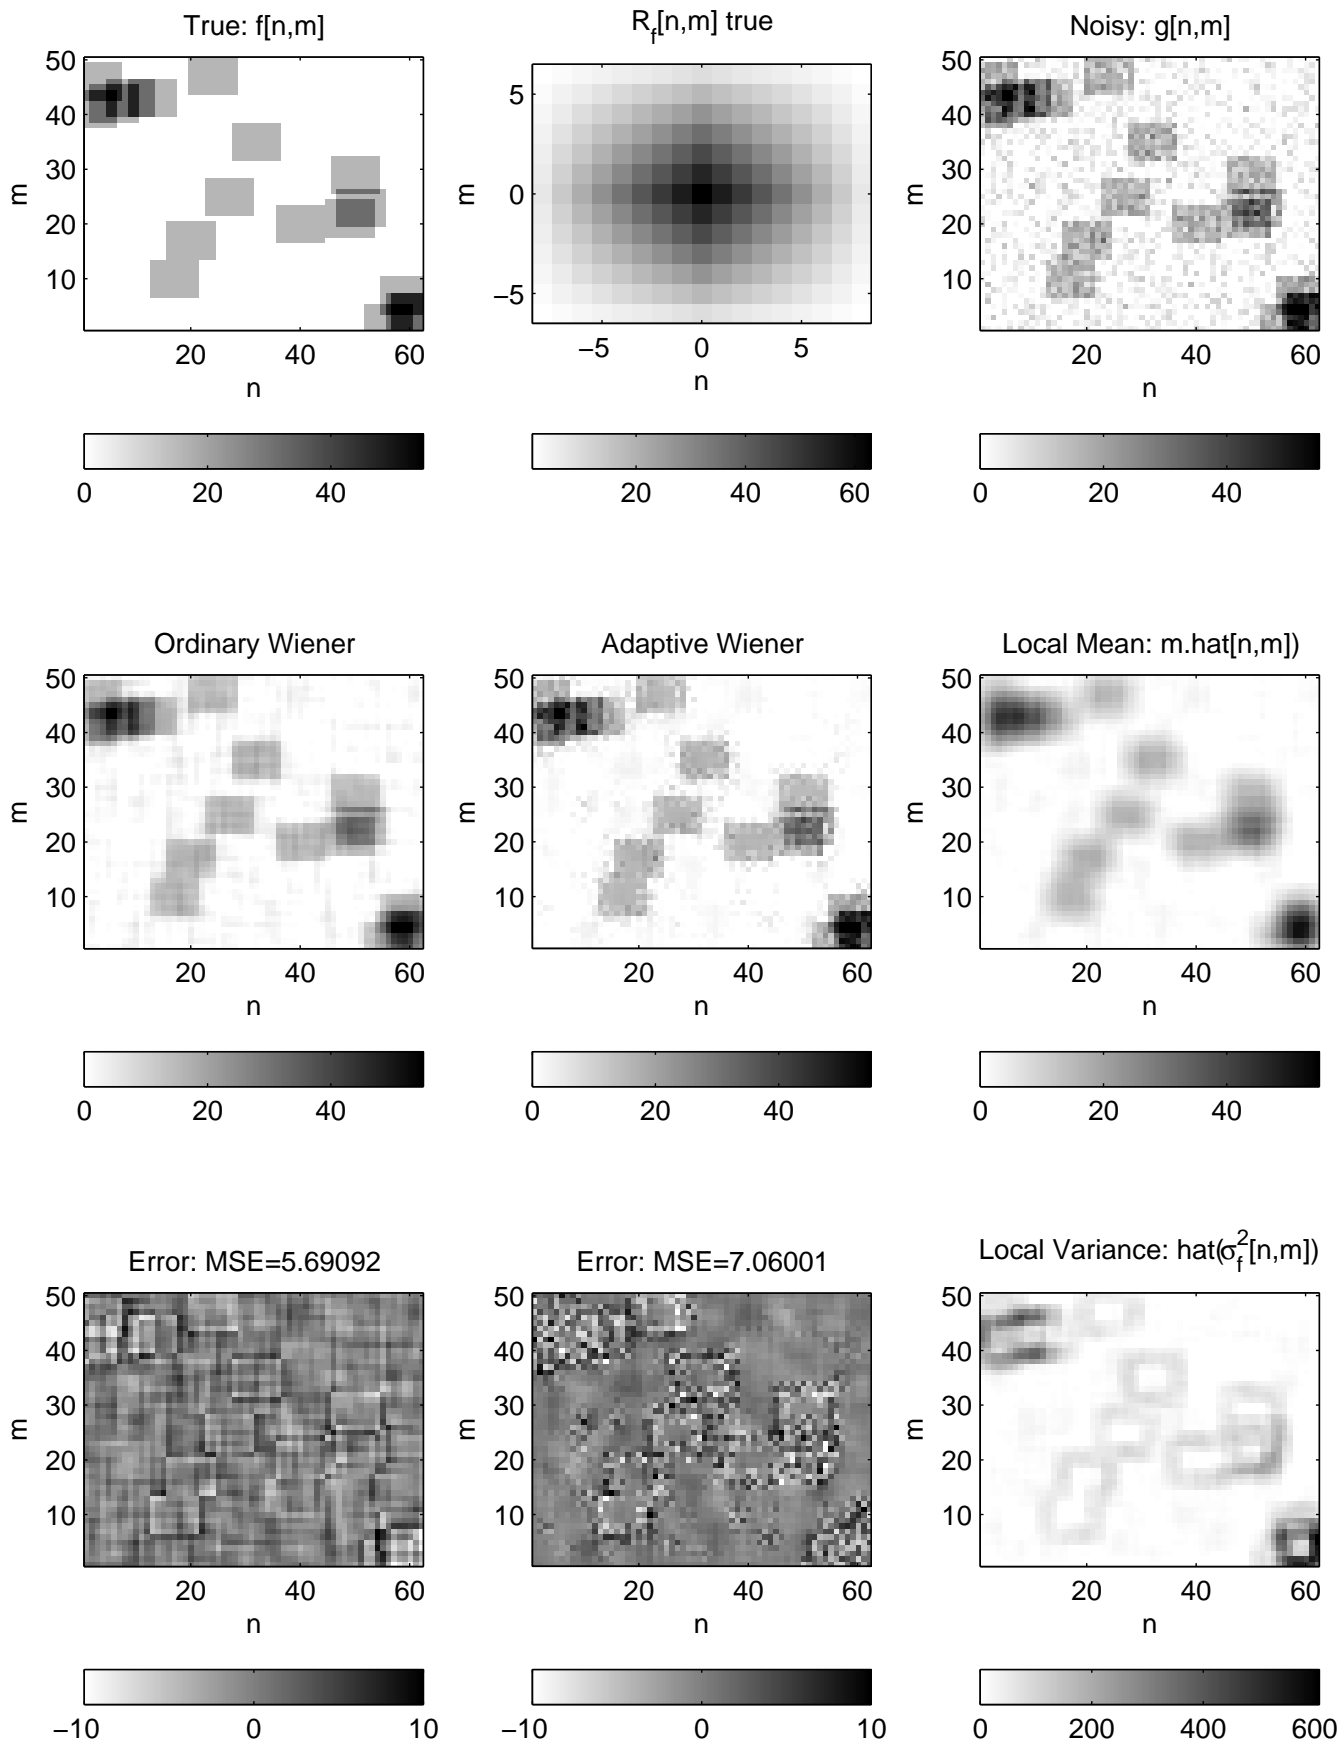 True: f[n,m]
R_f[n,m] true
Noisy: g[n,m]
50
40
30
20
10
m
20 40 60
n
0 20 40
5
0
−5
m
−5 0 5
n
20 40 60
50
40
30
20
10
m
20 40 60
n
0 20 40
Ordinary Wiener
Adaptive Wiener
Local Mean: m.hat[n,m])
50
40
30
20
10
m
20 40 60
n
0 20 40
50
40
30
20
10
m
20 40 60
n
0 20 40
50
40
30
20
10
m
20 40 60
n
0 20 40
Error: MSE=5.69092
Error: MSE=7.06001
Local Variance: hat(σ_f^2[n,m])
50
40
30
20
10
m
20 40 60
n
−10 0 10
50
40
30
20
10
m
20 40 60
n
−10 0 10
50
40
30
20
10
m
20 40 60
n
0 200 400 600